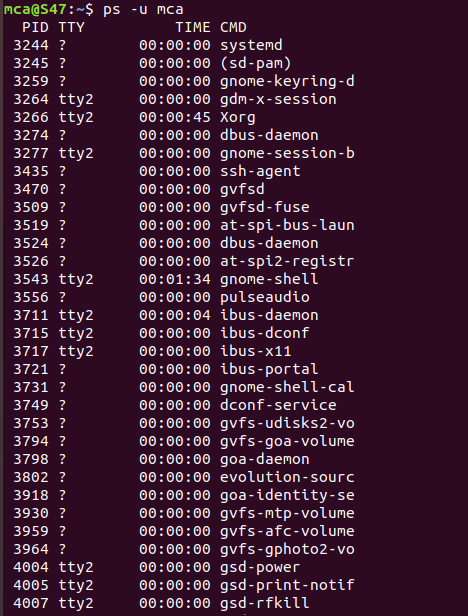 mca@S47:~$ ps -u mca
  PID TTY          TIME CMD
 3244 ?        00:00:00 systemd
 3245 ?        00:00:00 (sd-pam)
 3259 ?        00:00:00 gnome-keyring-d
 3264 tty2     00:00:00 gdm-x-session
 3266 tty2     00:00:45 Xorg
 3274 ?        00:00:00 dbus-daemon
 3277 tty2     00:00:00 gnome-session-b
 3435 ?        00:00:00 ssh-agent
 3470 ?        00:00:00 gvfsd
 3509 ?        00:00:00 gvfsd-fuse
 3519 ?        00:00:00 at-spi-bus-laun
 3524 ?        00:00:00 dbus-daemon
 3526 ?        00:00:00 at-spi2-registr
 3543 tty2     00:01:34 gnome-shell
 3556 ?        00:00:00 pulseaudio
 3711 tty2     00:00:04 ibus-daemon
 3715 tty2     00:00:00 ibus-dconf
 3717 tty2     00:00:00 ibus-x11
 3721 ?        00:00:00 ibus-portal
 3731 ?        00:00:00 gnome-shell-cal
 3749 ?        00:00:00 dconf-service
 3753 ?        00:00:00 gvfs-udisks2-vo
 3794 ?        00:00:00 gvfs-goa-volume
 3798 ?        00:00:00 goa-daemon
 3802 ?        00:00:00 evolution-sourc
 3918 ?        00:00:00 goa-identity-se
 3930 ?        00:00:00 gvfs-mtp-volume
 3959 ?        00:00:00 gvfs-afc-volume
 3964 ?        00:00:00 gvfs-gphoto2-vo
 4004 tty2     00:00:00 gsd-power
 4005 tty2     00:00:00 gsd-print-notif
 4007 tty2     00:00:00 gsd-rfkill